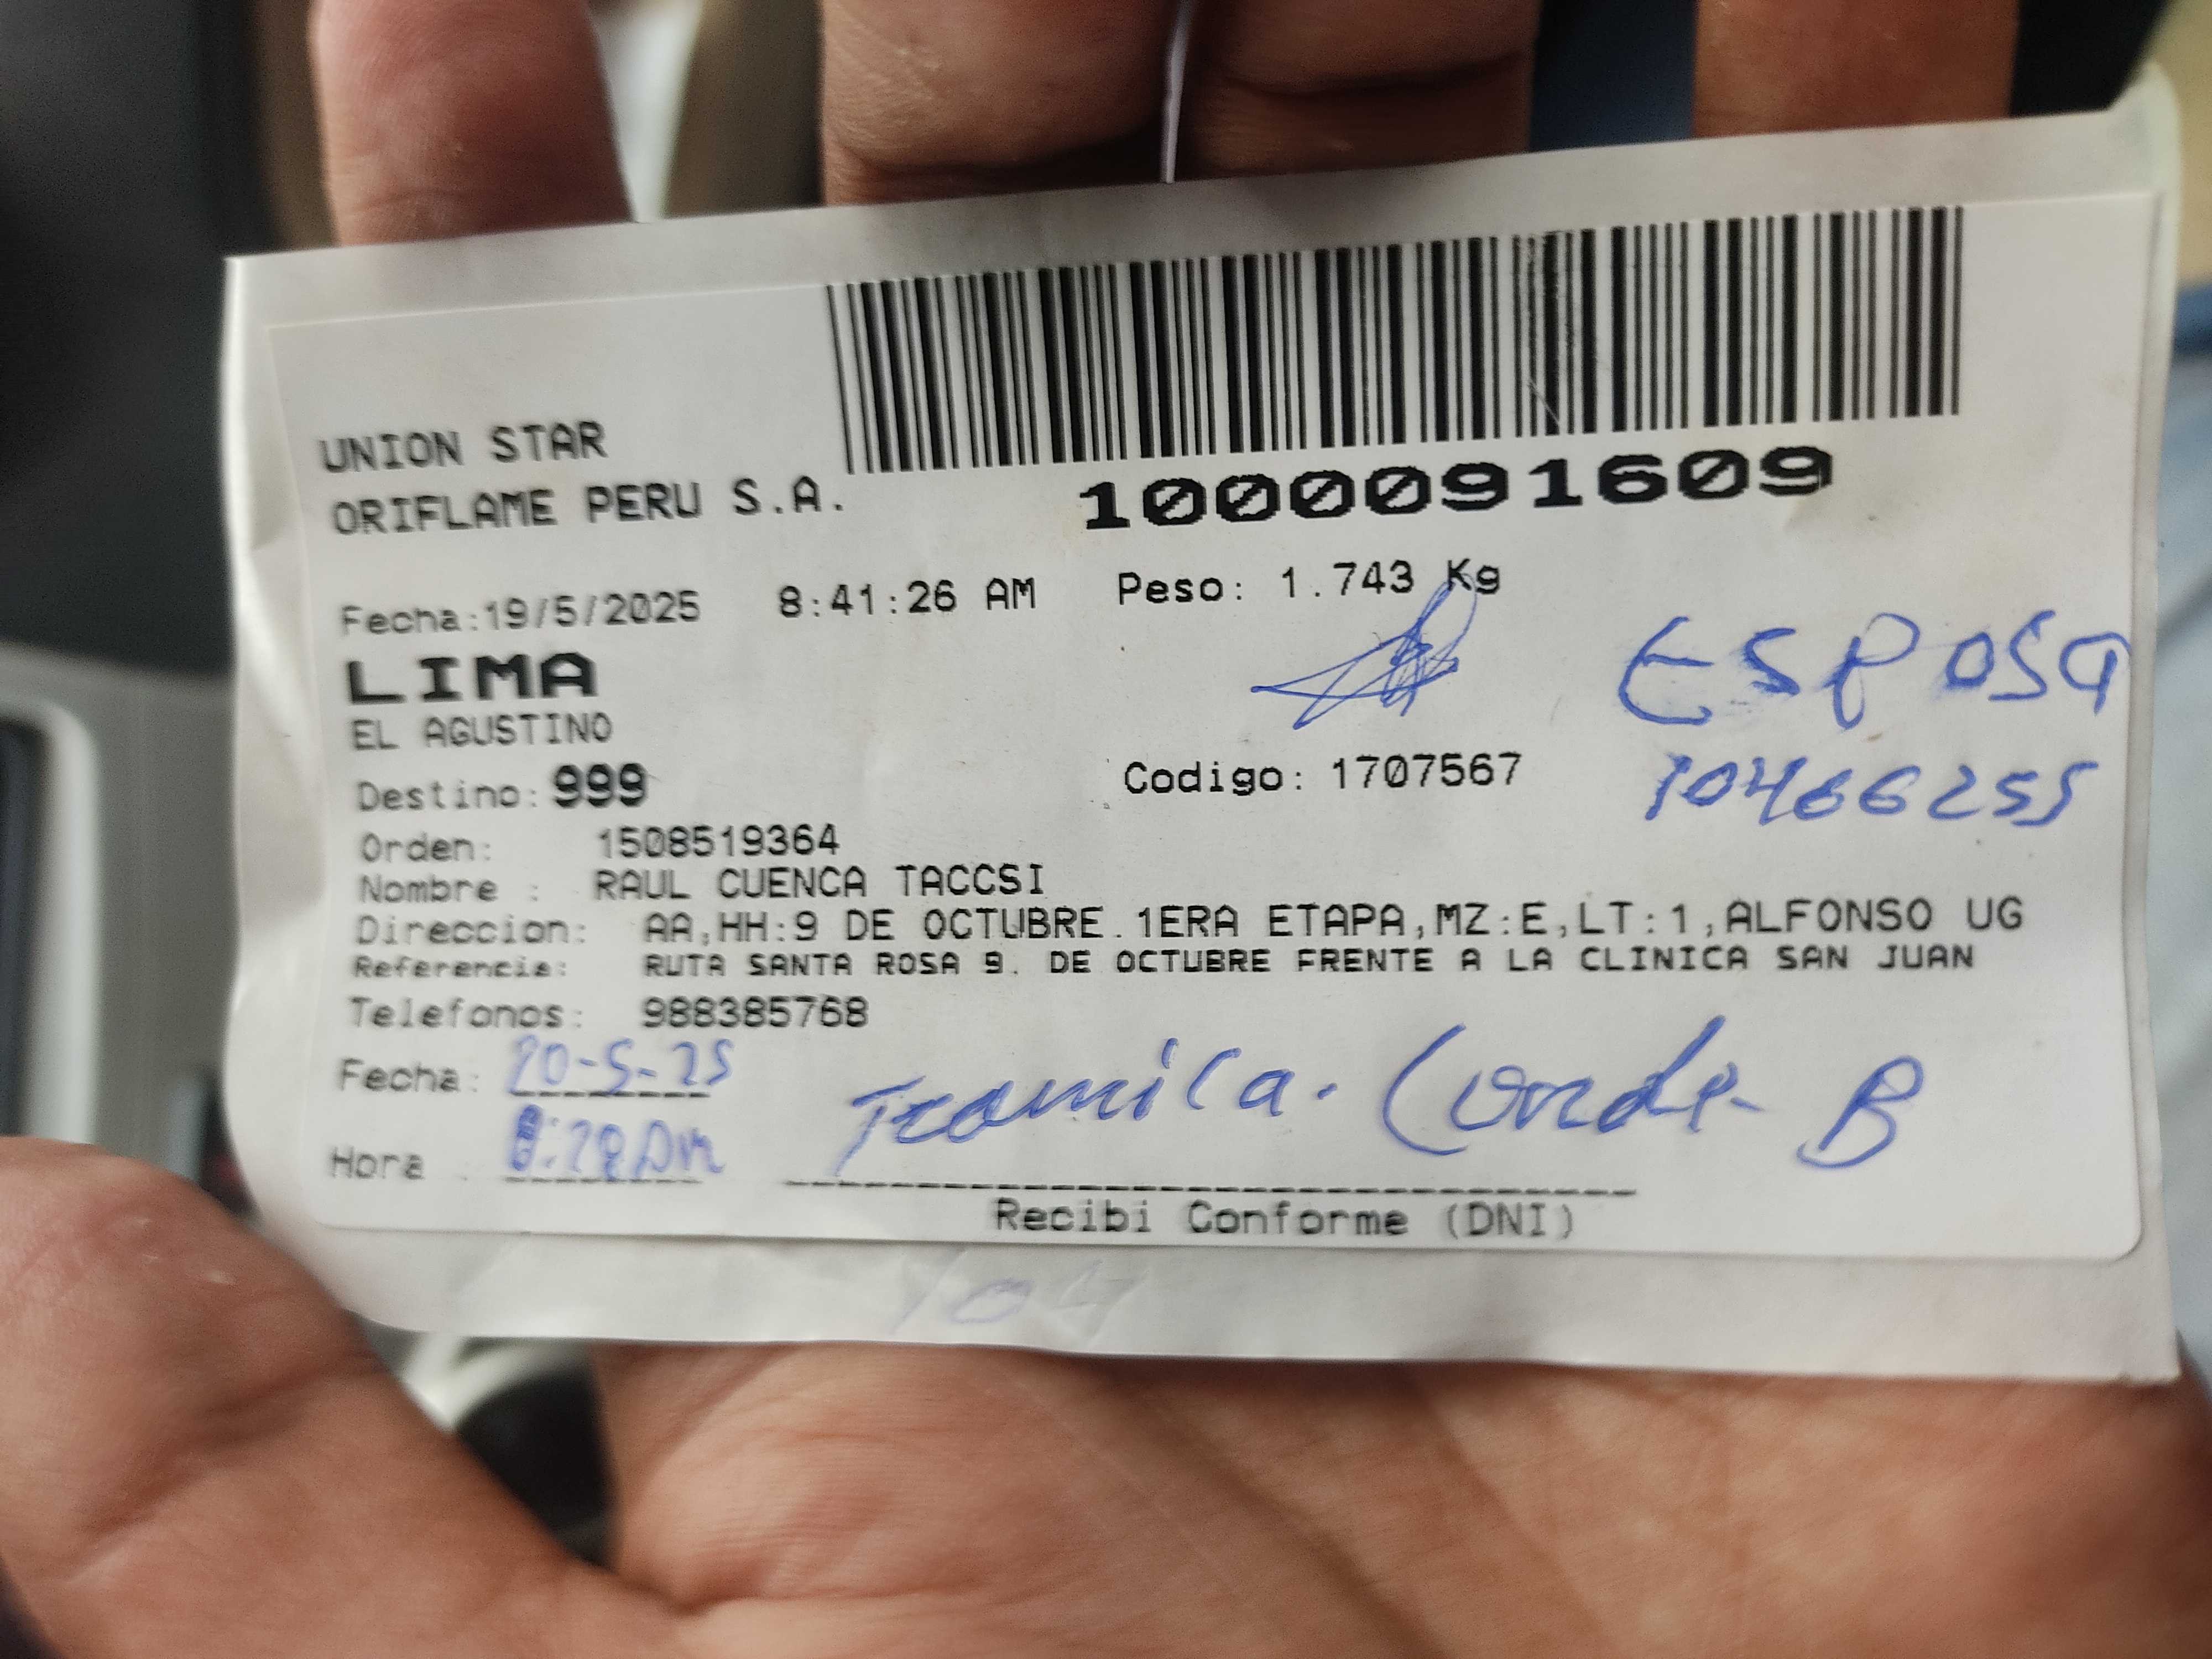 UNION STAR
ORIFLAME PERU S.A.
1000091609
Fecha:19/5/2025 8:41:26 AM Peso: 1.743 Kg
LIMA
EL AGUSTINO
ESPOSA
Destino: 999 Codigo: 1707567
10466255
Orden: 1508519364
Nombre : RAUL CUENCA TACCSI
Direccion: AA,HH:9 DE OCTUBRE.1ERA ETAPA,MZ:E,LT:1,ALFONSO UG
Referencia: RUTA SANTA ROSA 9. DE OCTUBRE FRENTE A LA CLINICA SAN JUAN
Telefonos: 988385768
Fecha: 20-5-25
Hora :
B
Recibi Conforme (DNI)
104